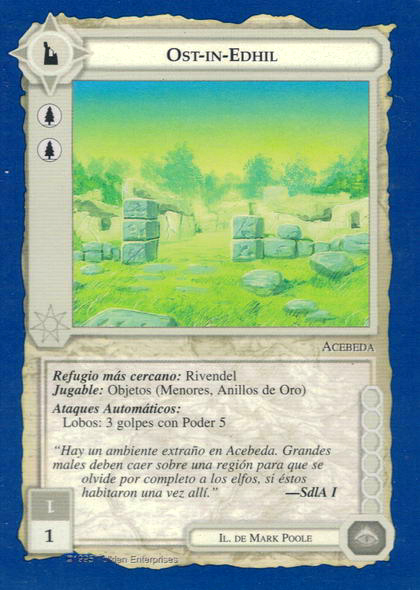 Ost-in-Edhil
Acebeda
Refugio más cercano: Rivendel
Jugable: Objetos (Menores, Anillos de Oro)
Ataques Automáticos:
Lobos: 3 golpes con Poder 5
"Hay un ambiente extraño en Acebeda. Grandes
males deben caer sobre una región para que se
olvide por completo a los elfos, si éstos
habitaron una vez allí." —SdlA I
1
1
Il. de Mark Poole
Enterprises